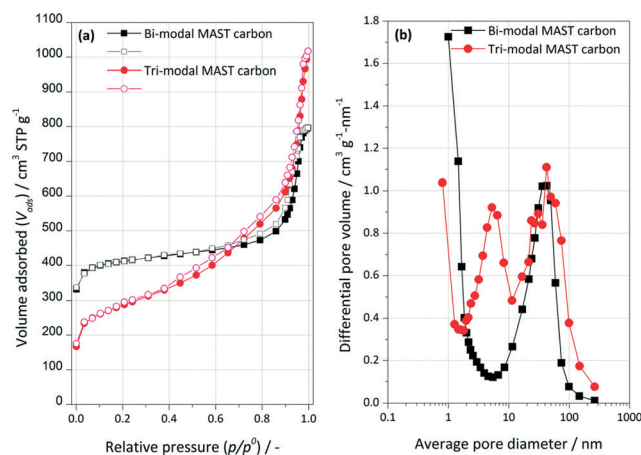 (a)
Bi-modal MAST carbon
Tri-modal MAST carbon
1100
1000
900
800
700
600
500
400
300
200
100
0
0.0 0.2 0.4 0.6 0.8 1.0
Volume adsorbed (V_ads) / cm³ STP g⁻¹
Relative pressure (p/p⁰) / -
(b)
Bi-modal MAST carbon
Tri-modal MAST carbon
1.8
1.6
1.4
1.2
1.0
0.8
0.6
0.4
0.2
0.0
0.1 1 10 100 1000
Differential pore volume / cm³ g⁻¹-nm⁻¹
Average pore diameter / nm